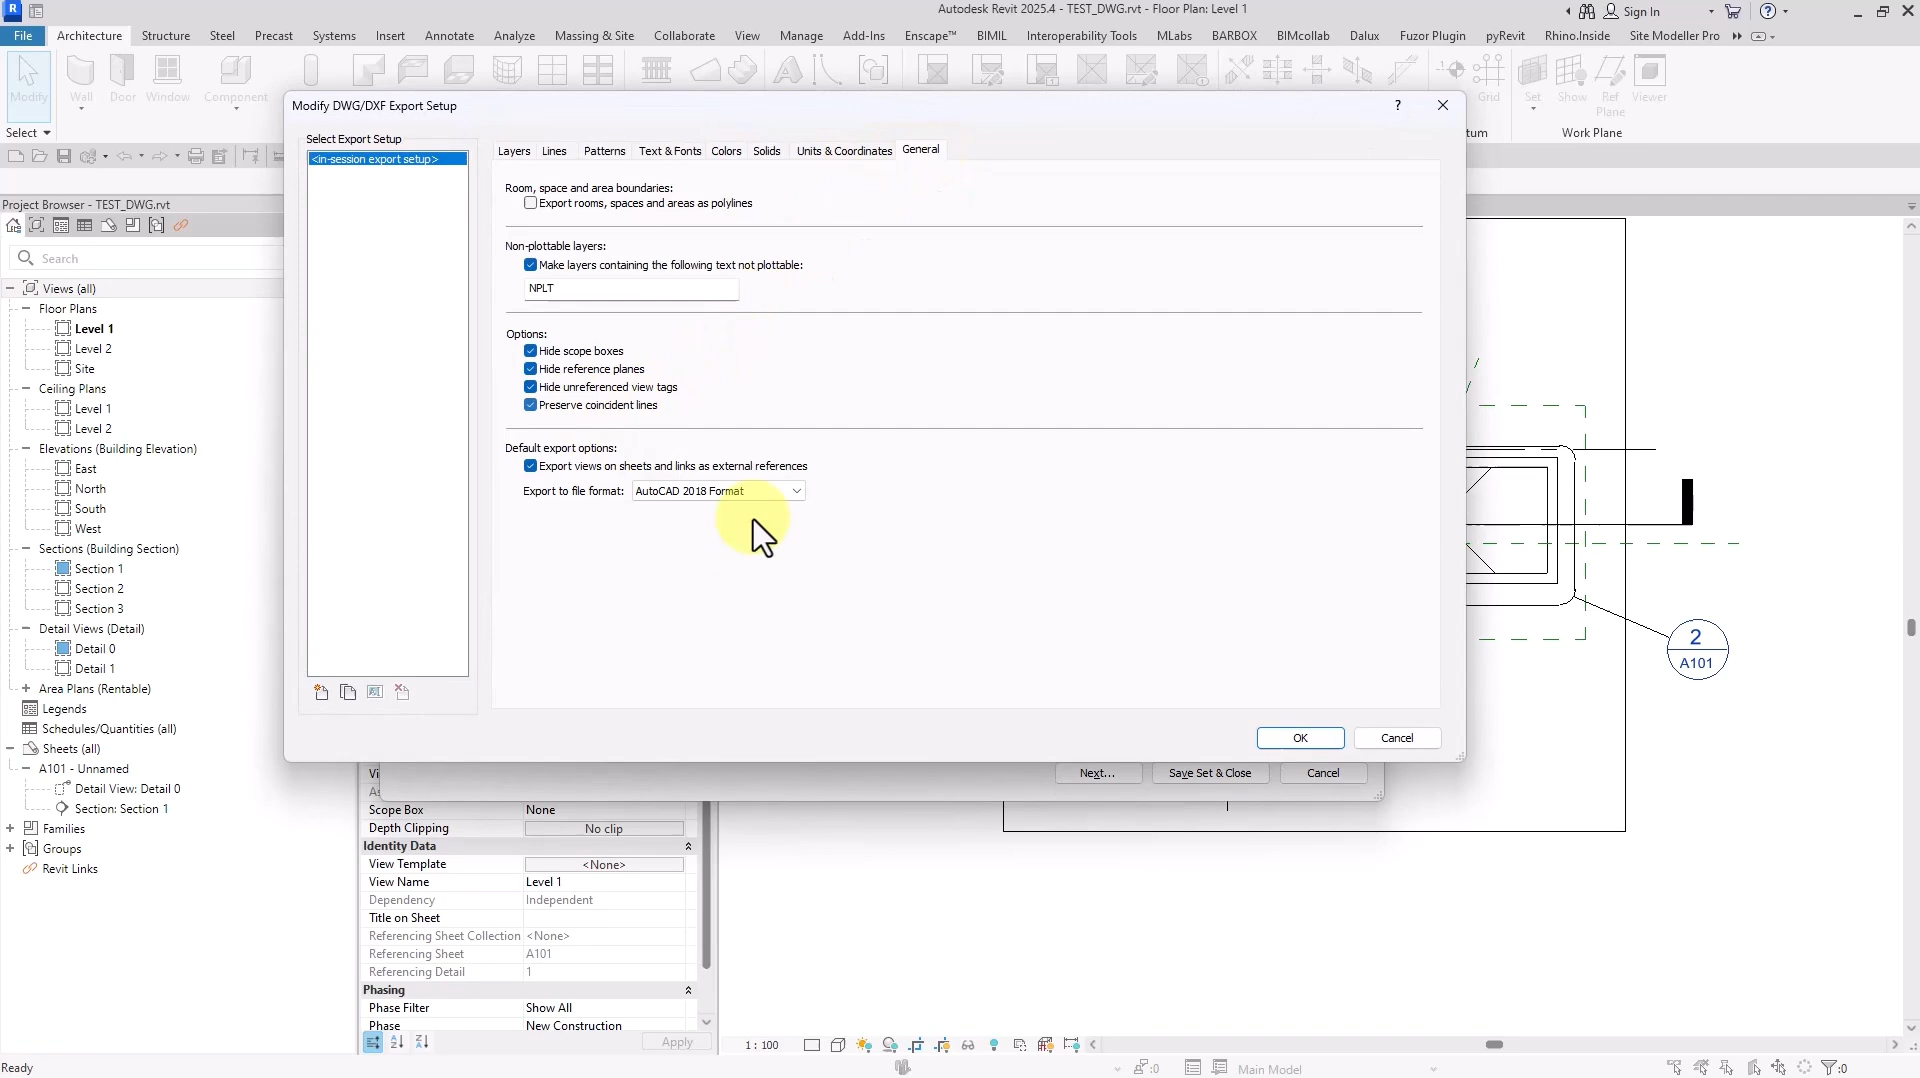 Autodesk Revit 2025.4 - TEST_DWG.rvt - Floor Plan: Level 1
Sign In
File Architecture Structure Steel Precast Systems Insert Annotate Analyze Massing & Site Collaborate View Manage Add-Ins Enscape™ BIMIL Interoperability Tools MLabs BARBOX BIMcollab Dalux Fuzor Plugin pyRevit Rhino.Inside Site Modeller Pro
Modify Wall Door Window Component Grid Set Show Ref Plane Viewer
Select tum Work Plane
Modify DWG/DXF Export Setup
Select Export Setup
<in-session export setup>
Layers Lines Patterns Text & Fonts Colors Solids Units & Coordinates General
Room, space and area boundaries:
Export rooms, spaces and areas as polylines
Non-plottable layers:
Make layers containing the following text not plottable:
NPLT
Options:
Hide scope boxes
Hide reference planes
Hide unreferenced view tags
Preserve coincident lines
Default export options:
Export views on sheets and links as external references
Export to file format: AutoCAD 2018 Format
OK Cancel
Next... Save Set & Close Cancel
Project Browser - TEST_DWG.rvt
Search
Views (all)
Floor Plans
Level 1
Level 2
Site
Ceiling Plans
Level 1
Level 2
Elevations (Building Elevation)
East
North
South
West
Sections (Building Section)
Section 1
Section 2
Section 3
Detail Views (Detail)
Detail 0
Detail 1
Area Plans (Rentable)
Legends
Schedules/Quantities (all)
Sheets (all)
A101 - Unnamed
Detail View: Detail 0
Section: Section 1
Families
Groups
Revit Links
Vi
As
Scope Box None
Depth Clipping No clip
Identity Data
View Template <None>
View Name Level 1
Dependency Independent
Title on Sheet
Referencing Sheet Collection <None>
Referencing Sheet A101
Referencing Detail 1
Phasing
Phase Filter Show All
Phase New Construction
Apply
2
A101
1 : 100
Ready
:0
Main Model
:0